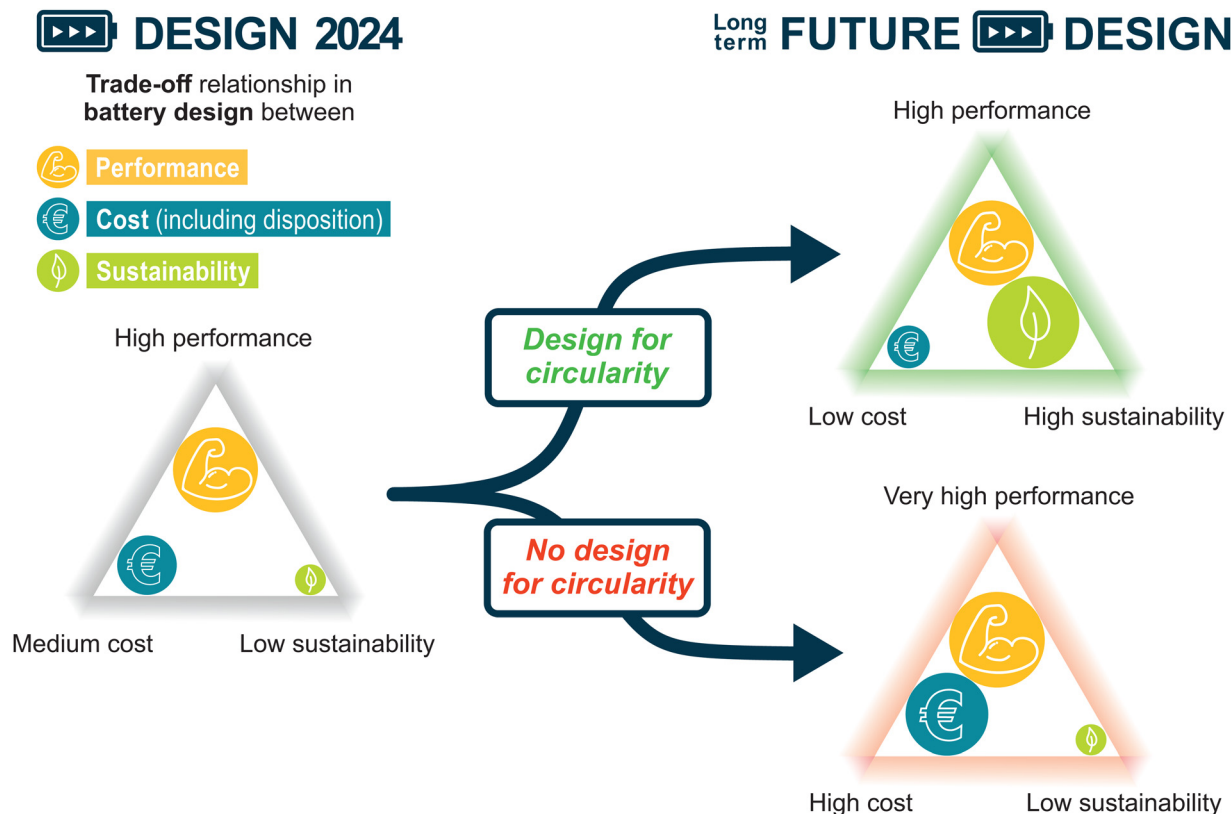 DESIGN 2024
Trade-off relationship in
battery design between
Performance
€ Cost (including disposition)
Sustainability
High performance
€
Medium cost
Low sustainability
Design for
circularity
No design
for circularity
Long
term FUTURE DESIGN
High performance
€
Low cost
High sustainability
Very high performance
€
High cost
Low sustainability